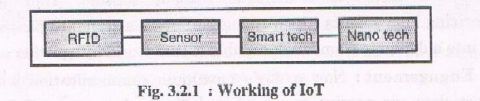 RFID
Sensor
Smart tech
Nano tech
Fig. 3.2.1 : Working of IoT